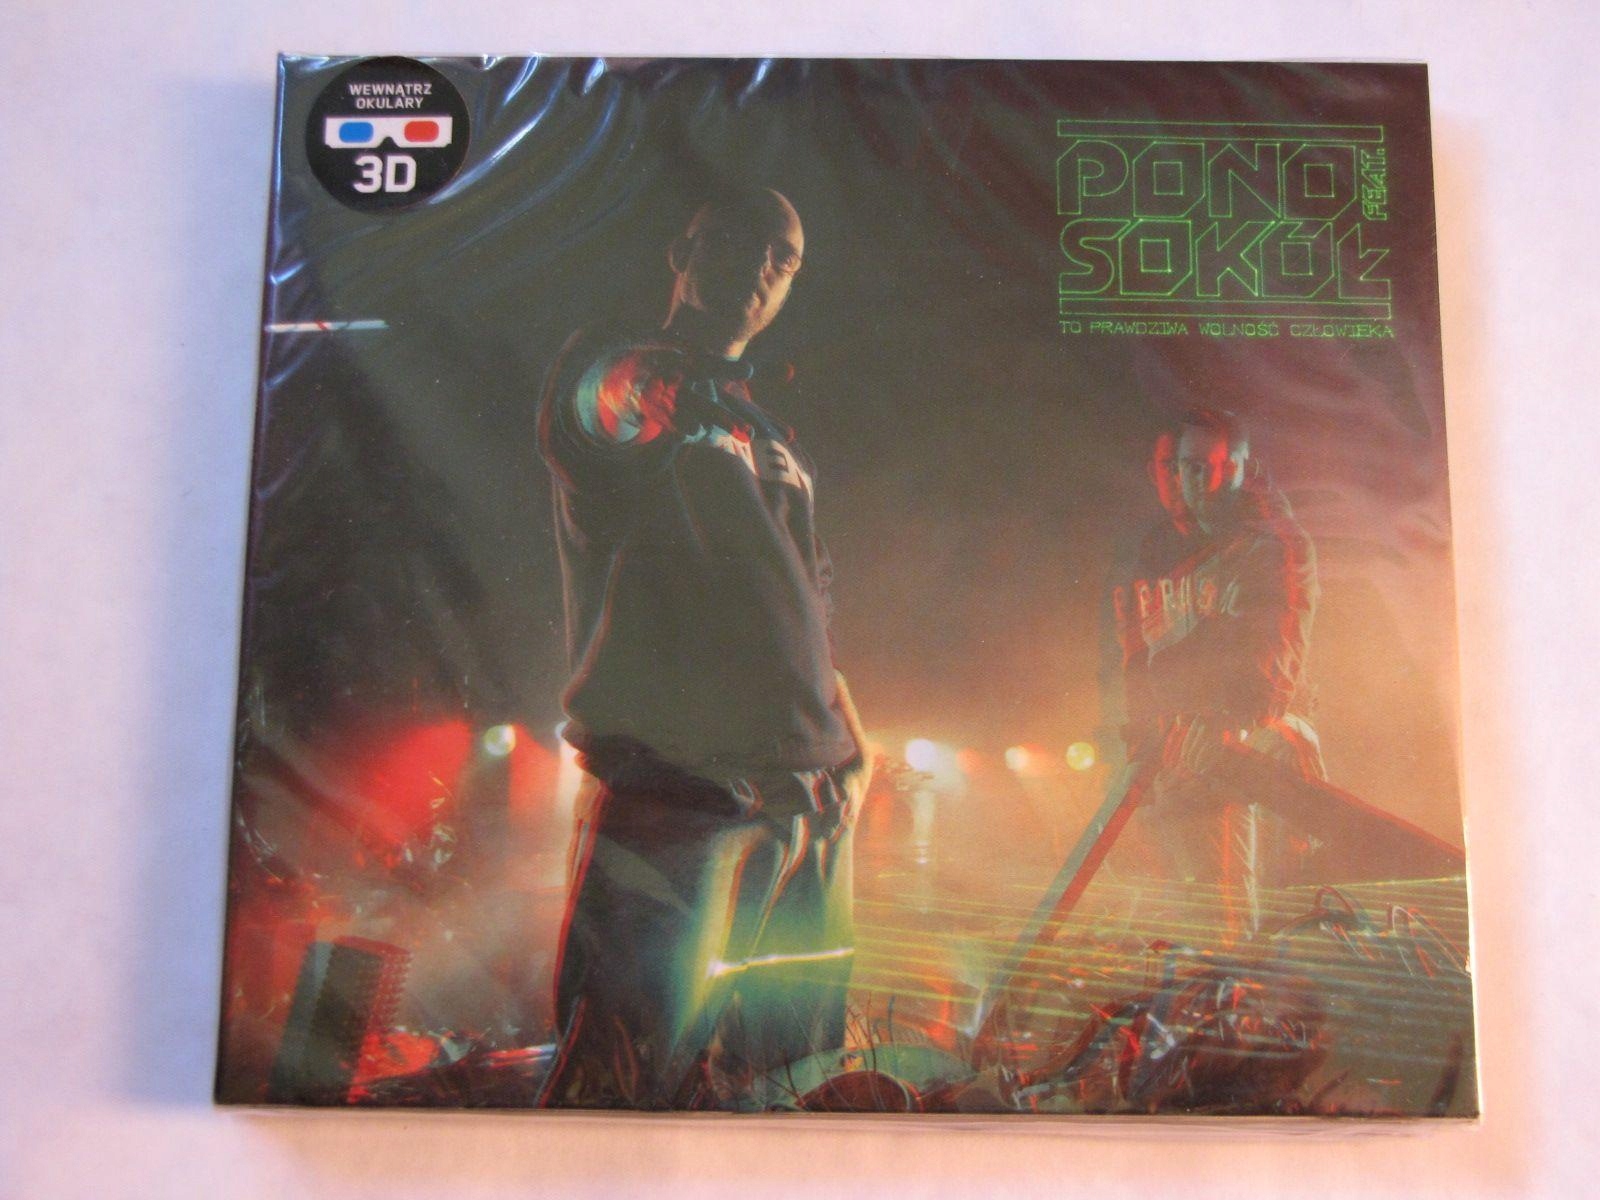 WEWNĄTRZ
OKULARY
3D
PONO
FEAT.
SOKÓŁ
TO PRAWDZIWA WOLNOŚĆ CZŁOWIEKA